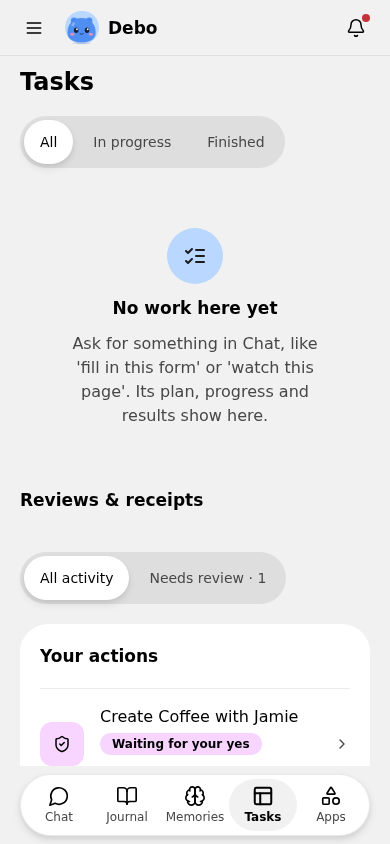 Debo
Tasks
All
In progress
Finished
No work here yet
Ask for something in Chat, like
'fill in this form' or 'watch this
page'. Its plan, progress and
results show here.
Reviews & receipts
All activity
Needs review · 1
Your actions
Create Coffee with Jamie
Waiting for your yes
Chat
Journal
Memories
Tasks
Apps